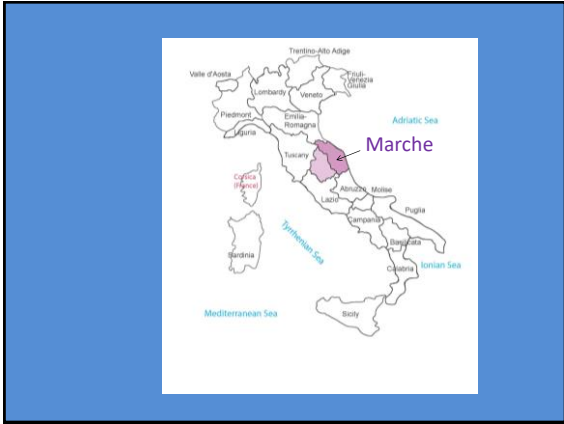 Trentino-Alto Adige
Valle d'Aosta
Friuli-
Venezia
Giulia
Lombardy
Veneto
Piedmont
Emilia-
Romagna
Liguria
Adriatic Sea
Marche
Tuscany
Corsica
(France)
Abruzzo
Molise
Lazio
Puglia
Campania
Tyrrhenian Sea
Basilicata
Sardinia
Calabria
Ionian Sea
Mediterranean Sea
Sicily